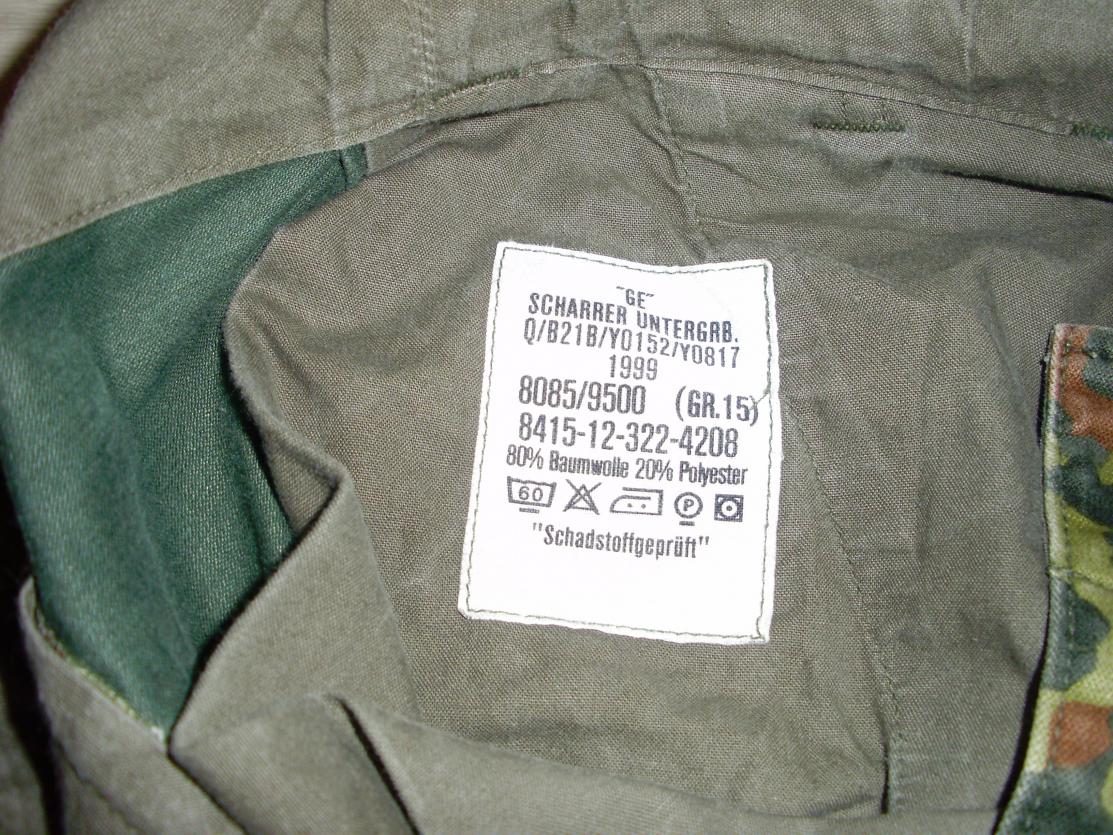 "GE"
SCHARRER UNTERGRB.
Q/B21B/Y0152/Y0817
1999
8085/9500 (GR.15)
8415-12-322-4208
80% Baumwolle 20% Polyester
60 P
"Schadstoffgeprüft"